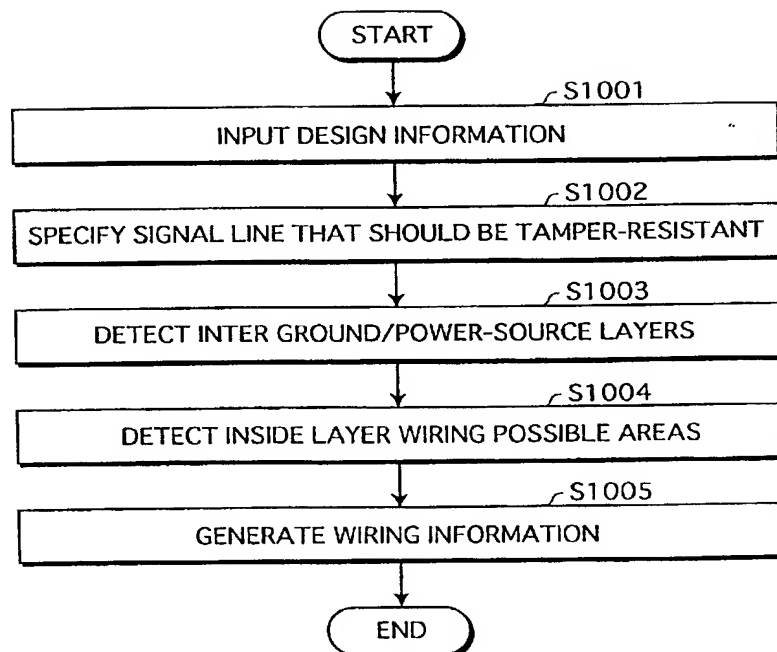 START
S1001
INPUT DESIGN INFORMATION
S1002
SPECIFY SIGNAL LINE THAT SHOULD BE TAMPER-RESISTANT
S1003
DETECT INTER GROUND/POWER-SOURCE LAYERS
S1004
DETECT INSIDE LAYER WIRING POSSIBLE AREAS
S1005
GENERATE WIRING INFORMATION
END